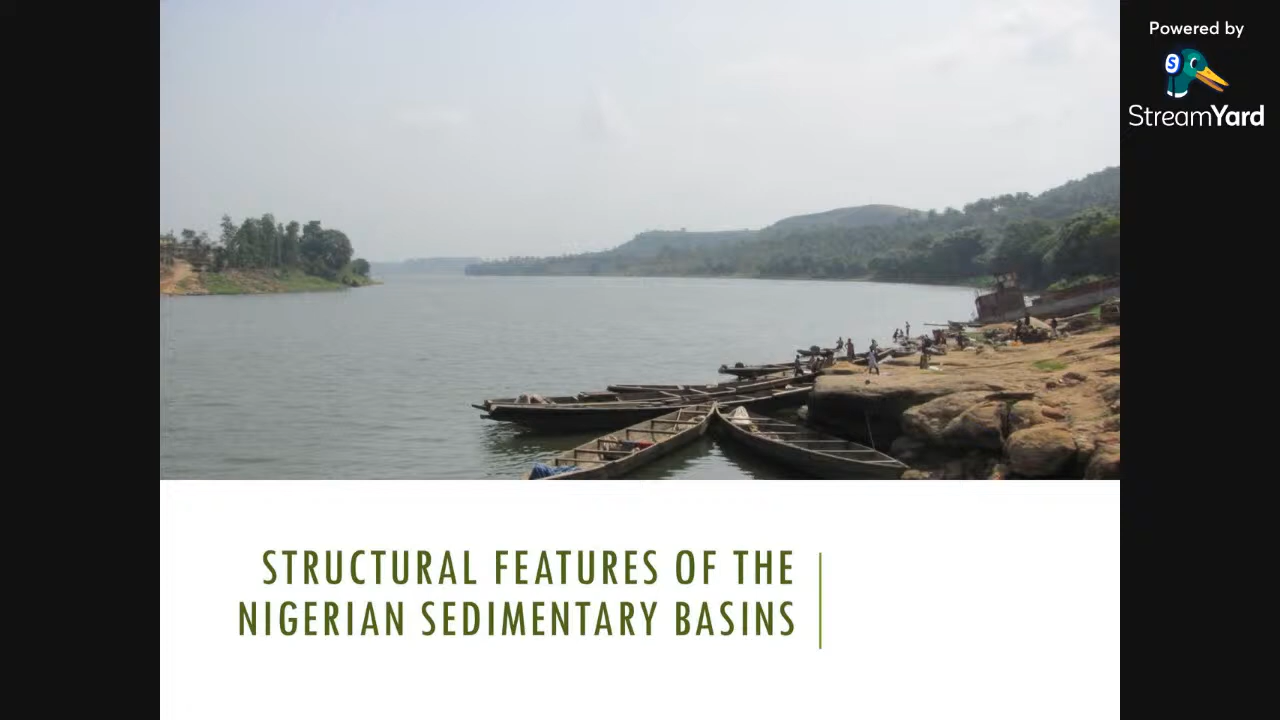 Powered by
StreamYard
STRUCTURAL FEATURES OF THE
NIGERIAN SEDIMENTARY BASINS